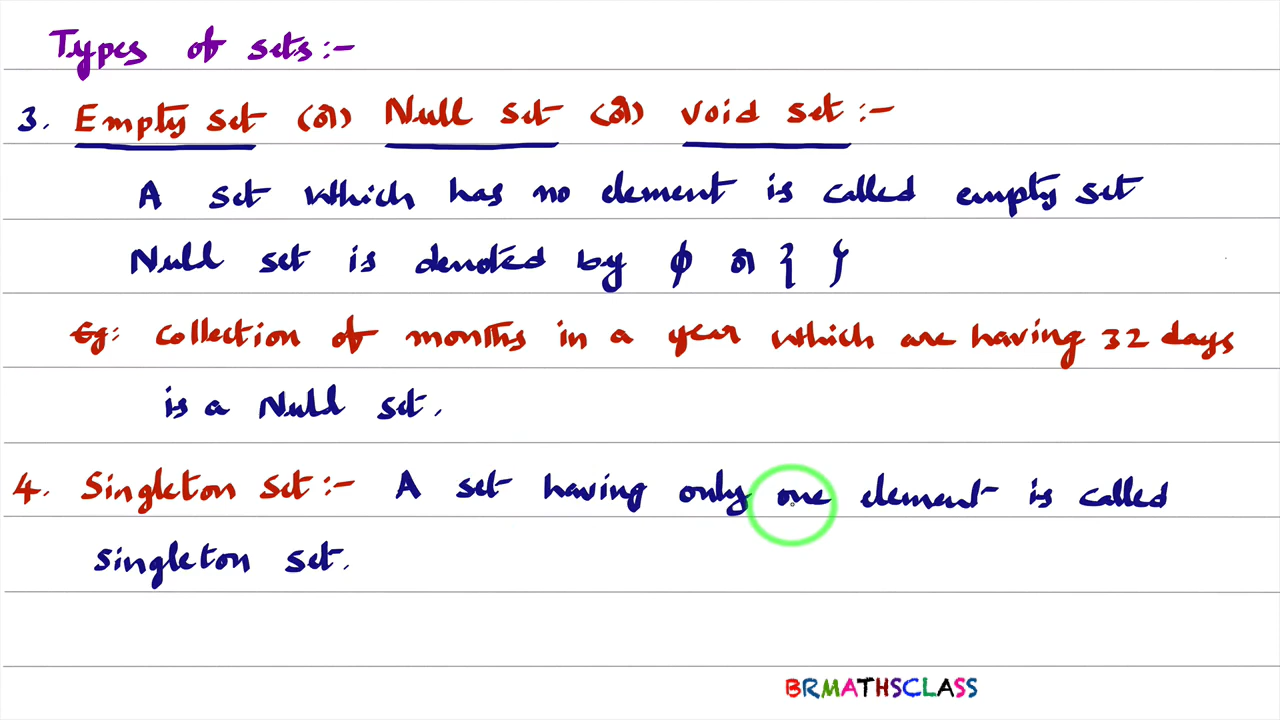 Types of sets:-
3. Empty set (or) Null set (or) void set:-
A set which has no element is called empty set
Null set is denoted by ϕ or { }
Eg: collection of months in a year which are having 32 days
is a Null set.
4. Singleton set:- A set having only one element is called
singleton set.
BRMATHSCLASS